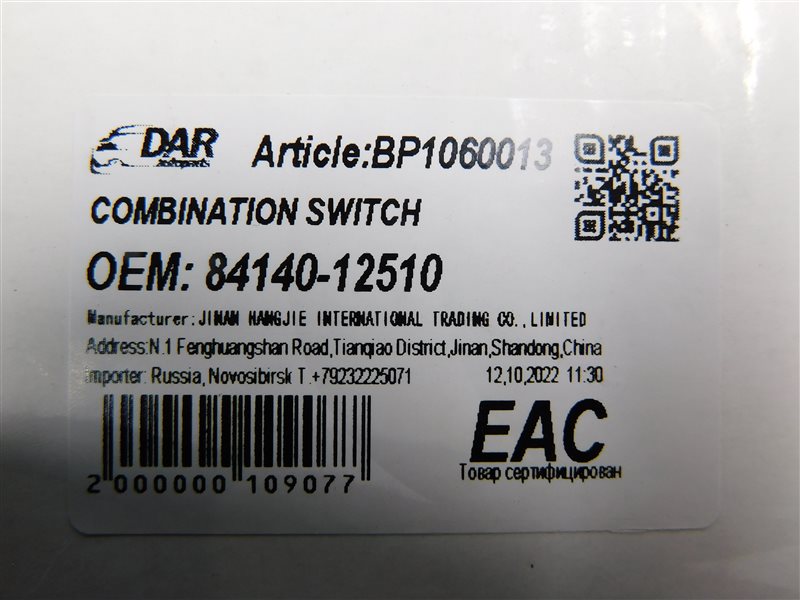 DAR
autoparts
Article:BP1060013
COMBINATION SWITCH
OEM: 84140-12510
Manufacturer: JINAN HANGJIE INTERNATIONAL TRADING CO.,LIMITED
Address:N.1 Fenghuangshan Road,Tianqiao District,Jinan,Shandong,China
Importer: Russia, Novosibirsk T.+79232225071
12,10,2022 11:30
EAC
Товар сертифицирован
2 000000 109077